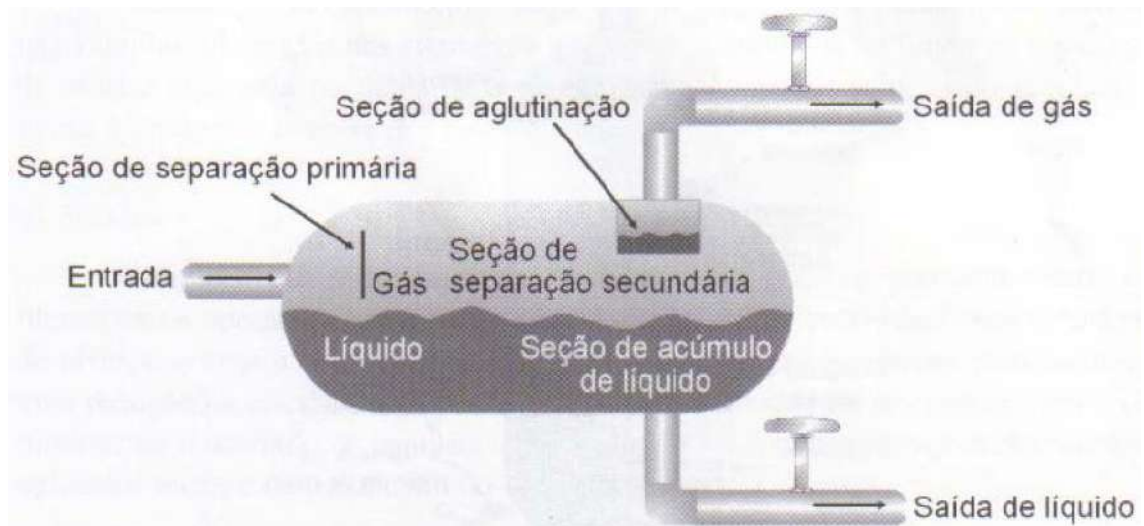 Seção de aglutinação
Saída de gás
Seção de separação primária
Entrada
Gás
Seção de
separação secundária
Líquido
Seção de acúmulo
de líquido
Saída de líquido